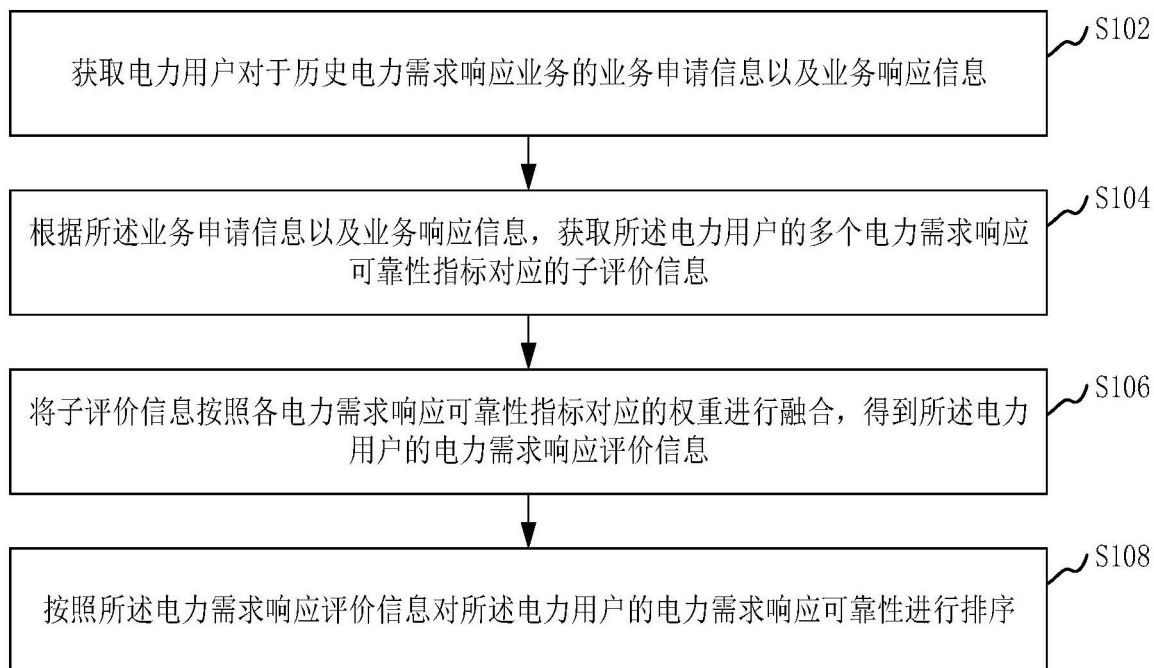 S102
获取电力用户对于历史电力需求响应业务的业务申请信息以及业务响应信息
S104
根据所述业务申请信息以及业务响应信息，获取所述电力用户的多个电力需求响应
可靠性指标对应的子评价信息
S106
将子评价信息按照各电力需求响应可靠性指标对应的权重进行融合，得到所述电力
用户的电力需求响应评价信息
S108
按照所述电力需求响应评价信息对所述电力用户的电力需求响应可靠性进行排序